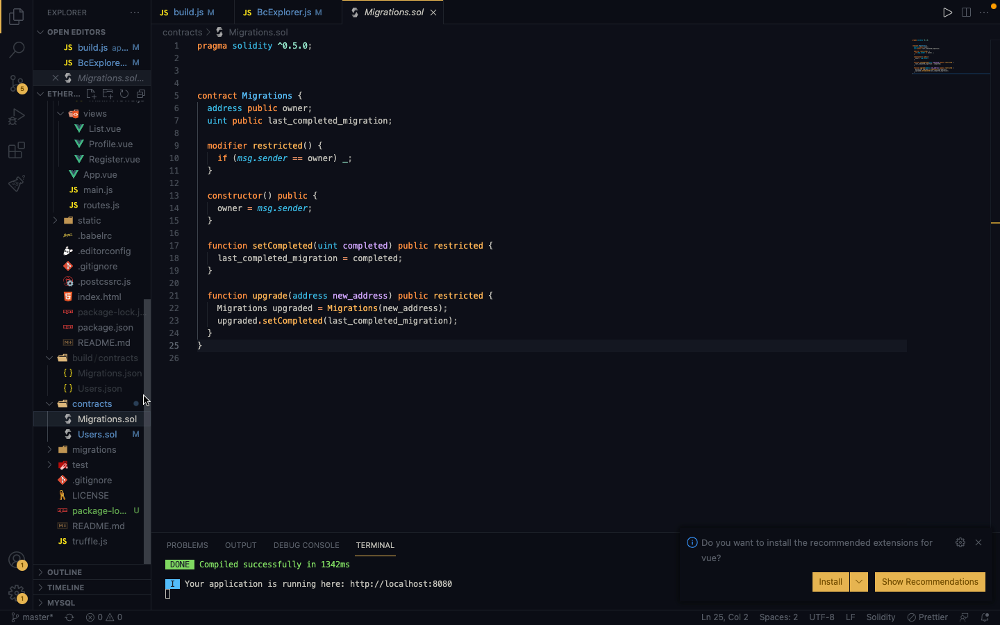 EXPLORER
OPEN EDITORS
JS build.js ap... M
JS BcExplore... M
Migrations.sol...
ETHER...
views
List.vue
Profile.vue
Register.vue
App.vue
JS main.js
JS routes.js
static
.babelrc
.editorconfig
.gitignore
.postcssrc.js
index.html
package-lock.j...
package.json
README.md
build/contracts
{} Migrations.json
{} Users.json
contracts
Migrations.sol
Users.sol M
migrations
test
.gitignore
LICENSE
package-lo... U
README.md
JS truffle.js
OUTLINE
TIMELINE
MYSQL
5
1
1
JS build.js M
JS BcExplorer.js M
Migrations.sol
contracts > Migrations.sol
1 pragma solidity ^0.5.0;
2
3
4
5 contract Migrations {
6 address public owner;
7 uint public last_completed_migration;
8
9 modifier restricted() {
10 if (msg.sender == owner) _;
11 }
12
13 constructor() public {
14 owner = msg.sender;
15 }
16
17 function setCompleted(uint completed) public restricted {
18 last_completed_migration = completed;
19 }
20
21 function upgrade(address new_address) public restricted {
22 Migrations upgraded = Migrations(new_address);
23 upgraded.setCompleted(last_completed_migration);
24 }
25 }
26
PROBLEMS OUTPUT DEBUG CONSOLE TERMINAL
DONE Compiled successfully in 1342ms
I Your application is running here: http://localhost:8080
Do you want to install the recommended extensions for
vue?
Install Show Recommendations
master* 0 0 Ln 25, Col 2 Spaces: 2 UTF-8 LF Solidity Prettier